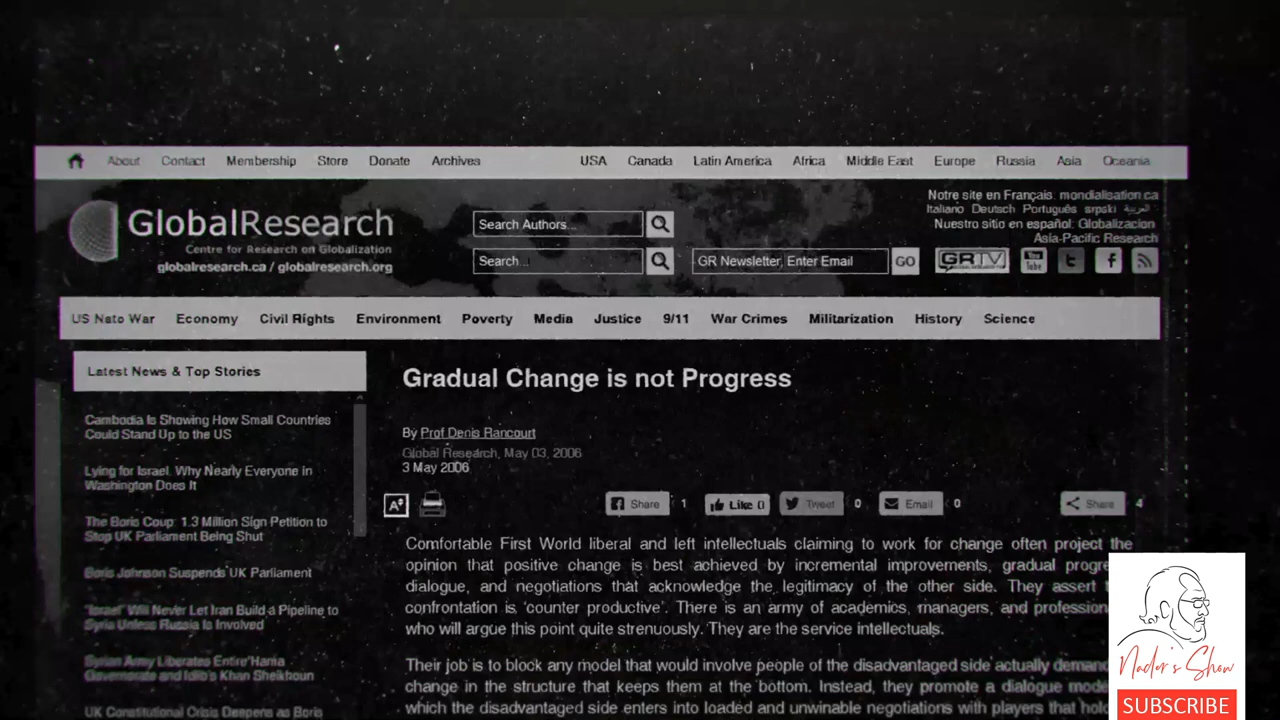 About Contact Membership Store Donate Archives USA Canada Latin America Africa Middle East Europe Russia Asia Oceania
Notre site en Français: mondialisation.ca
Italiano Deutsch Português srpski العربية
Nuestro sitio en español: Globalizacion
Asia-Pacific Research
GlobalResearch
Centre for Research on Globalization
globalresearch.ca / globalresearch.org
Search Authors...
Search...
GR Newsletter, Enter Email GO
GRTV
You Tube
US Nato War Economy Civil Rights Environment Poverty Media Justice 9/11 War Crimes Militarization History Science
Latest News & Top Stories
Cambodia Is Showing How Small Countries
Could Stand Up to the US
Lying for Israel. Why Nearly Everyone in
Washington Does It
The Boris Coup: 1.3 Million Sign Petition to
Stop UK Parliament Being Shut
Boris Johnson Suspends UK Parliament
"Israel" Will Never Let Iran Build a Pipeline to
Syria Unless Russia Is Involved
Syrian Army Liberates Entire Hama
Governorate and Idlib's Khan Sheikhoun
UK Constitutional Crisis Deepens as Boris
Gradual Change is not Progress
By Prof Denis Rancourt
Global Research, May 03, 2006
3 May 2006
Share 1 Like 0 Tweet 0 Email 0 Share 4
Comfortable First World liberal and left intellectuals claiming to work for change often project the
opinion that positive change is best achieved by incremental improvements, gradual
dialogue, and negotiations that acknowledge the legitimacy of the other side. They assert
confrontation is 'counter productive'. There is an army of academics, managers, and
who will argue this point quite strenuously. They are the service intellectuals.
Their job is to block any model that would involve people of the disadvantaged side actually
change in the structure that keeps them at the bottom. Instead, they promote a dialogue
which the disadvantaged side enters into loaded and unwinnable negotiations with players that
Nader's Show
SUBSCRIBE